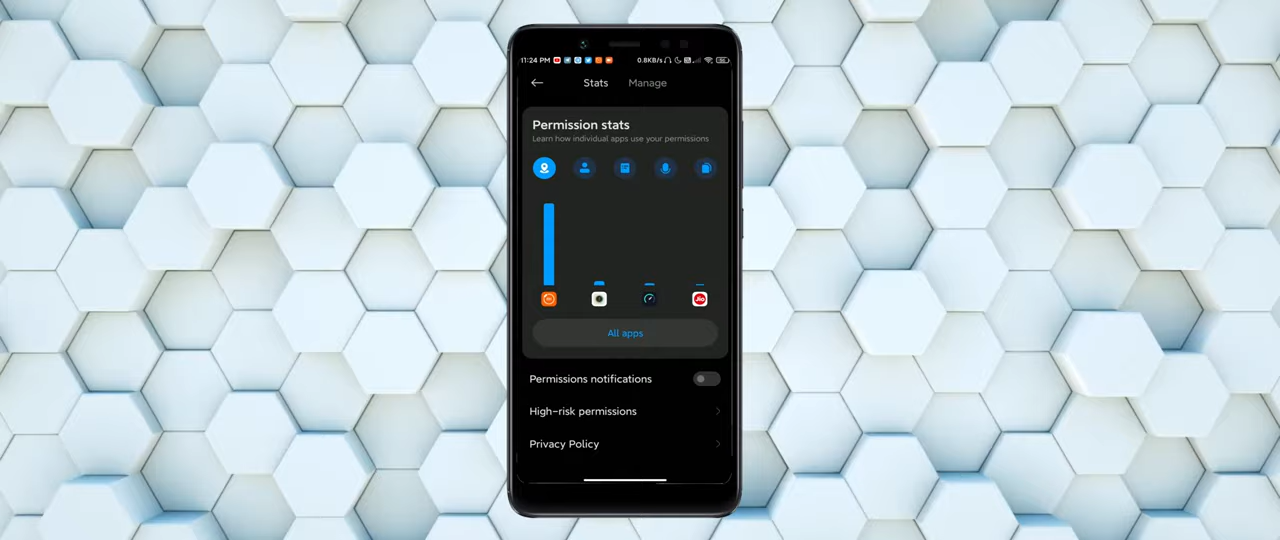 11:24 PM
0.8KB/s
Stats
Manage
Permission stats
Learn how individual apps use your permissions
Jio
All apps
Permissions notifications
High-risk permissions
Privacy Policy